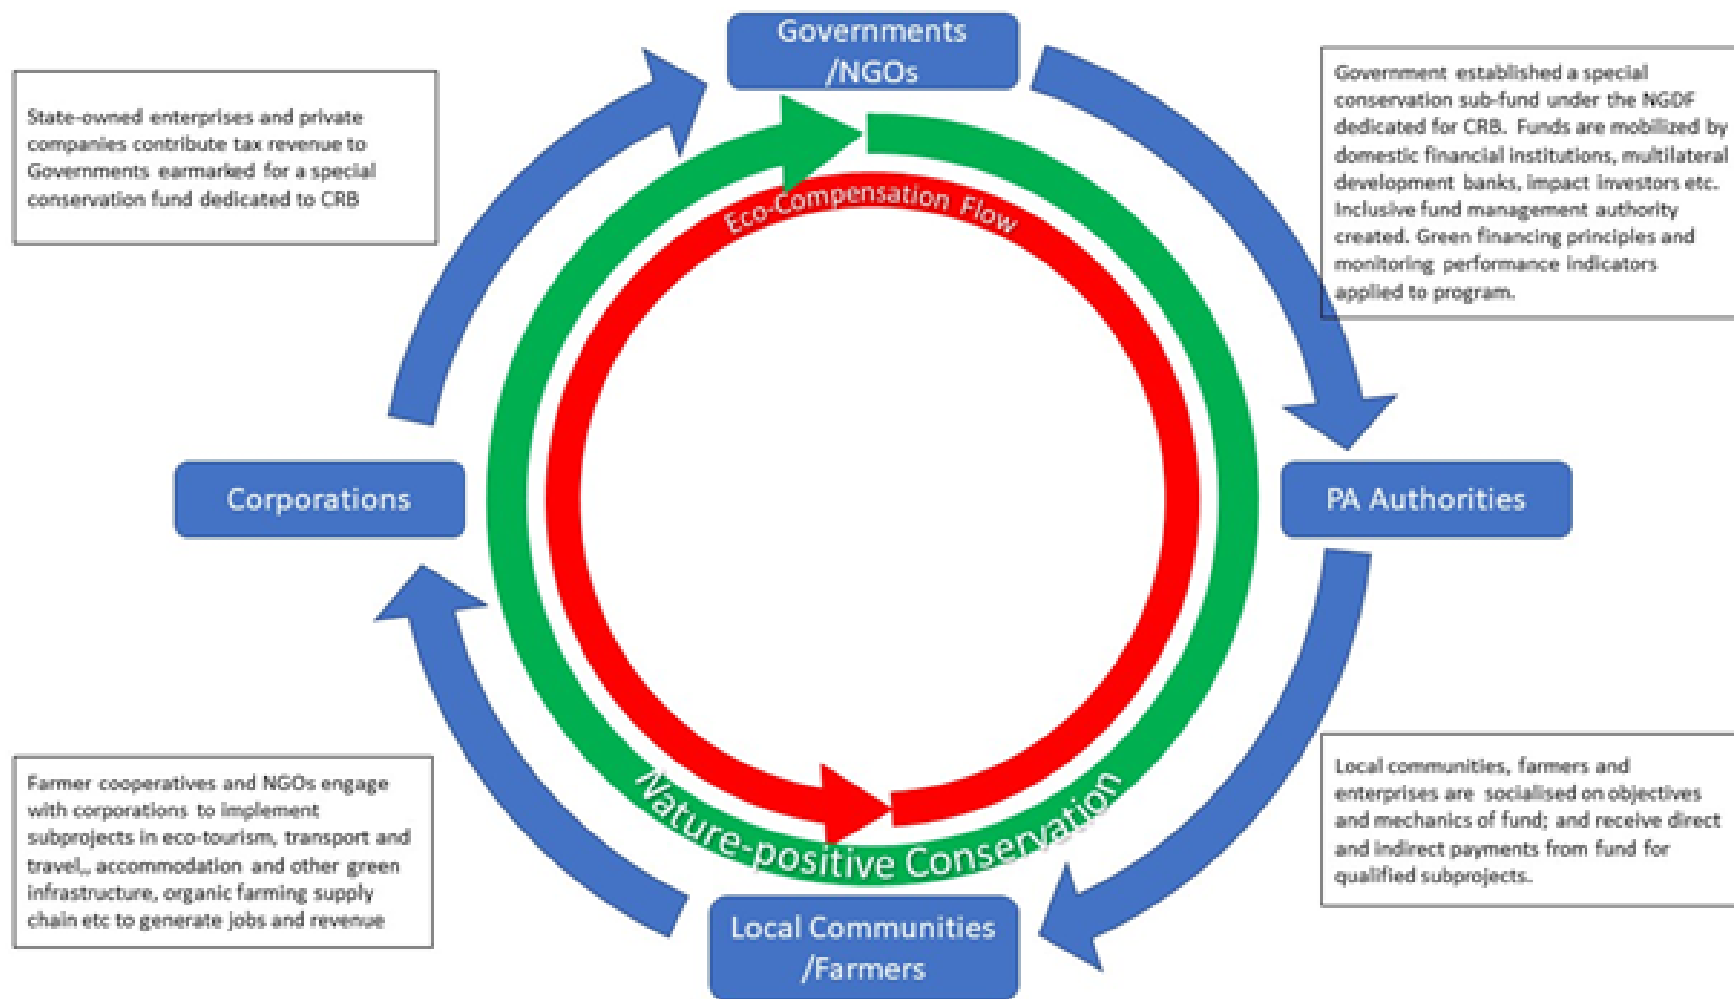 Governments
/NGOs
State-owned enterprises and private
companies contribute tax revenue to
Governments earmarked for a special
conservation fund dedicated to CRB
Government established a special
conservation sub-fund under the NGDF
dedicated for CRB. Funds are mobilized by
domestic financial institutions, multilateral
development banks, impact investors etc.
Inclusive fund management authority
created. Green financing principles and
monitoring performance indicators
applied to program.
Eco-Compensation Flow
Corporations
PA Authorities
Nature-positive Conservation
Farmer cooperatives and NGOs engage
with corporations to implement
subprojects in eco-tourism, transport and
travel,, accommodation and other green
infrastructure, organic farming supply
chain etc to generate jobs and revenue
Local communities, farmers and
enterprises are socialised on objectives
and mechanics of fund; and receive direct
and indirect payments from fund for
qualified subprojects.
Local Communities
/Farmers